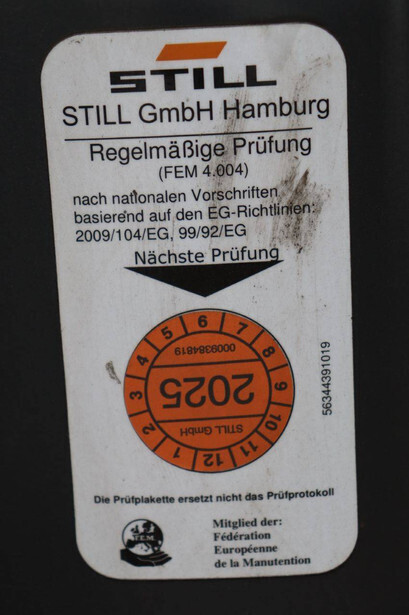 STILL
STILL GmbH Hamburg
Regelmäßige Prüfung
(FEM 4.004)
nach nationalen Vorschriften
basierend auf den EG-Richtlinien:
2009/104/EG, 99/92/EG
Nächste Prüfung
1 2 3 4 5 6 7 8 9 10 11 12
0009384819
2025
STILL GmbH
56344391019
Die Prüfplakette ersetzt nicht das Prüfprotokoll
F.E.M.
Mitglied der:
Fédération
Européenne
de la Manutention